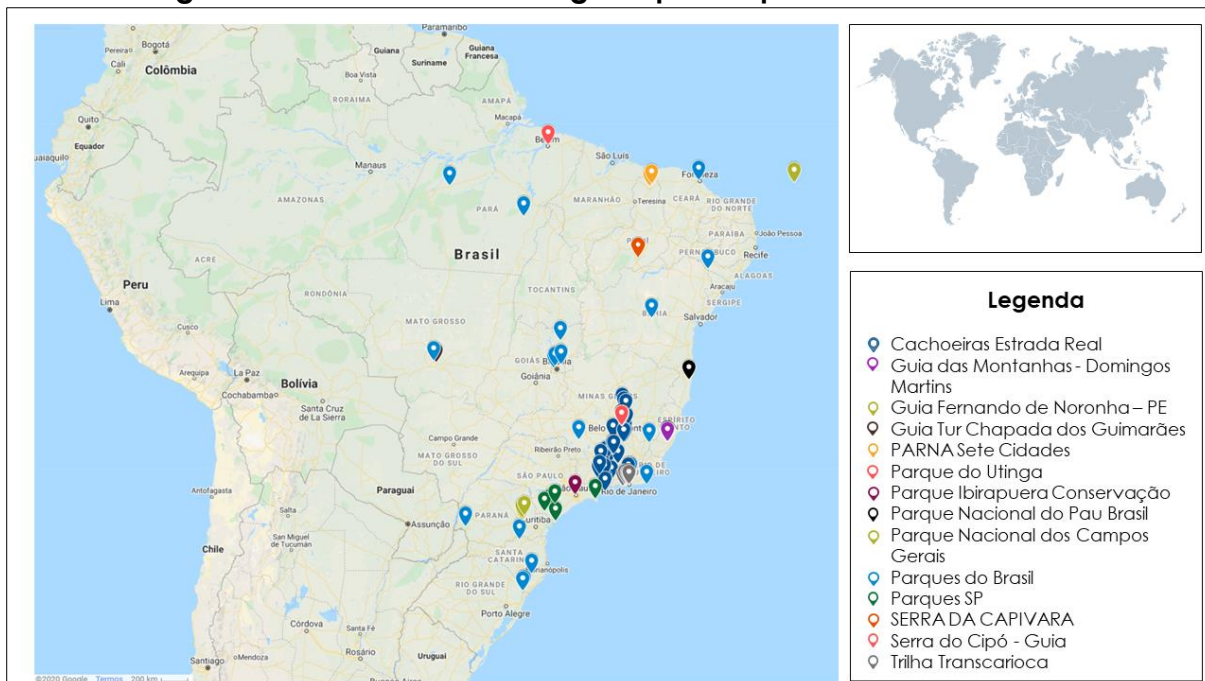 Paramaribo
Bogotá
Pereira
Cali
Colômbia
Guiana
Suriname
Guiana
Francesa
Boa Vista
RORAIMA
AMAPÁ
Macapá
Quito
Equador
uaiaquilo
Belém
São Luís
Fortaleza
Manaus
AMAZONAS
PARÁ
MARANHÃO
Teresina
CEARÁ
RIO GRANDE
DO NORTE
PARAÍBA
João Pessoa
PERNAMBUCO
Recife
Brasil
ACRE
ALAGOAS
Peru
RONDÔNIA
TOCANTINS
Aracaju
SERGIPE
BAHIA
Lima
MATO GROSSO
Salvador
Cusco
GOIÁS
Brasília
Arequipa
La Paz
Bolívia
Goiânia
Cochabamba
Santa Cruz
de La Sierra
MINAS GERAIS
ESPÍRITO
SANTO
Belo Horizonte
Campo Grande
Ribeirão Preto
MATO GROSSO
DO SUL
SÃO PAULO
RIO DE
JANEIRO
São Paulo
Rio de Janeiro
Antofagasta
Paraguai
Salta
PARANÁ
Curitiba
Assunção
San Miguel
de Tucumán
SANTA
CATARINA
Florianópolis
Chile
RIO GRANDE
DO SUL
Porto Alegre
Córdoba
Santa Fé
Mendoza
Rosário
Uruguai
Santiago
Buenos Aires
©2020 Google Termos 200 km
Legenda
Cachoeiras Estrada Real
Guia das Montanhas - Domingos
Martins
Guia Fernando de Noronha – PE
Guia Tur Chapada dos Guimarães
PARNA Sete Cidades
Parque do Utinga
Parque Ibirapuera Conservação
Parque Nacional do Pau Brasil
Parque Nacional dos Campos
Gerais
Parques do Brasil
Parques SP
SERRA DA CAPIVARA
Serra do Cipó - Guia
Trilha Transcarioca